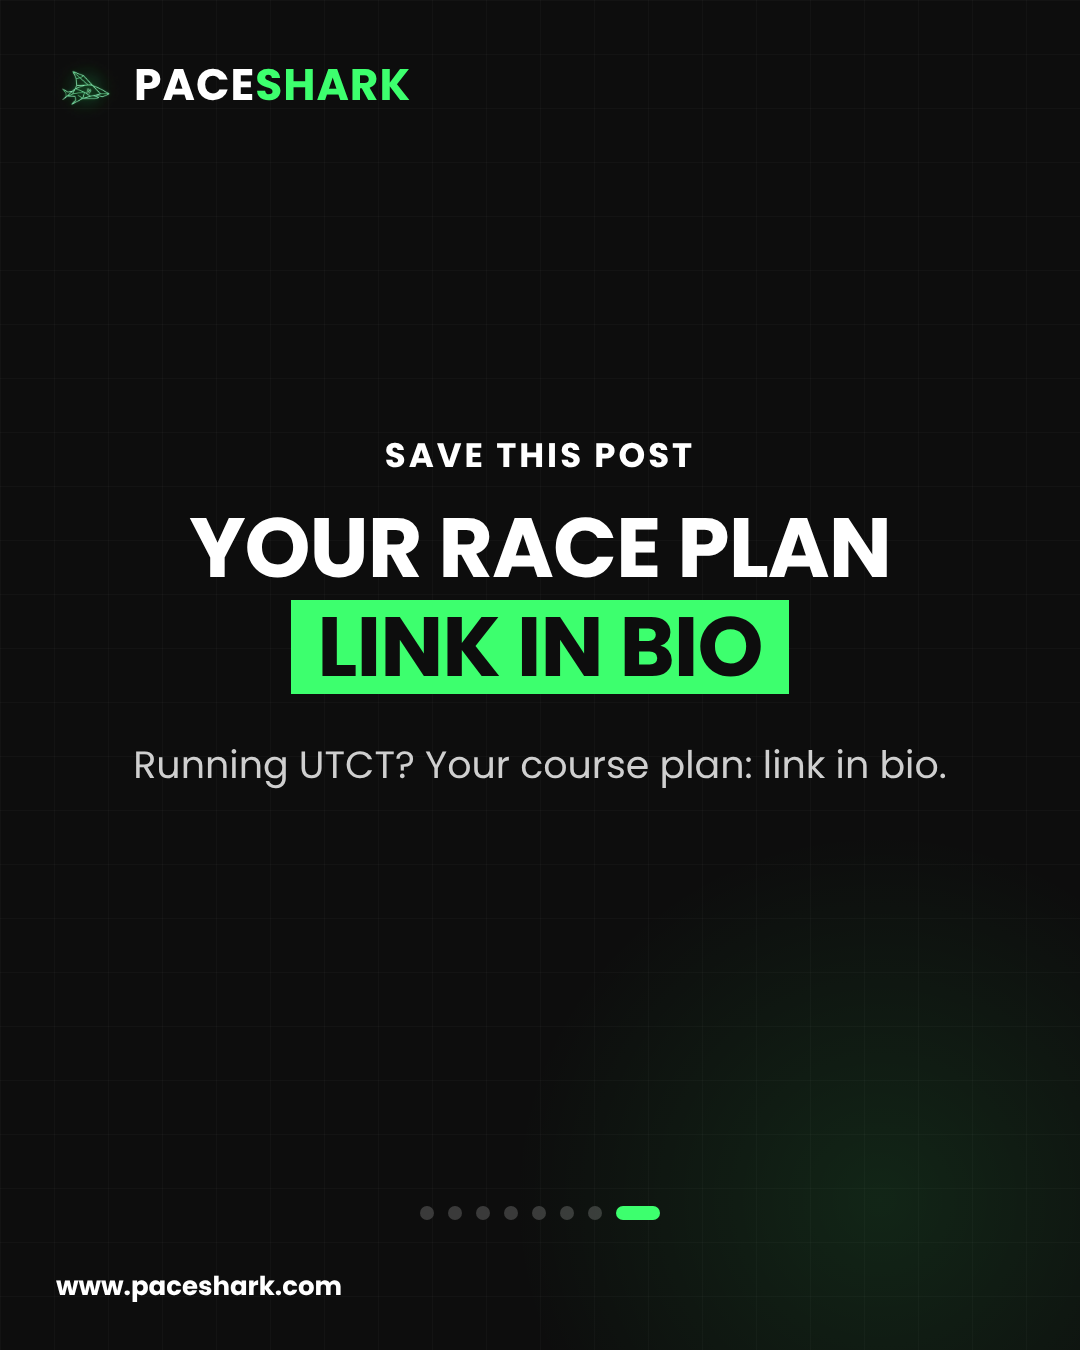 PACESHARK
SAVE THIS POST
YOUR RACE PLAN
LINK IN BIO
Running UTCT? Your course plan: link in bio.
www.paceshark.com